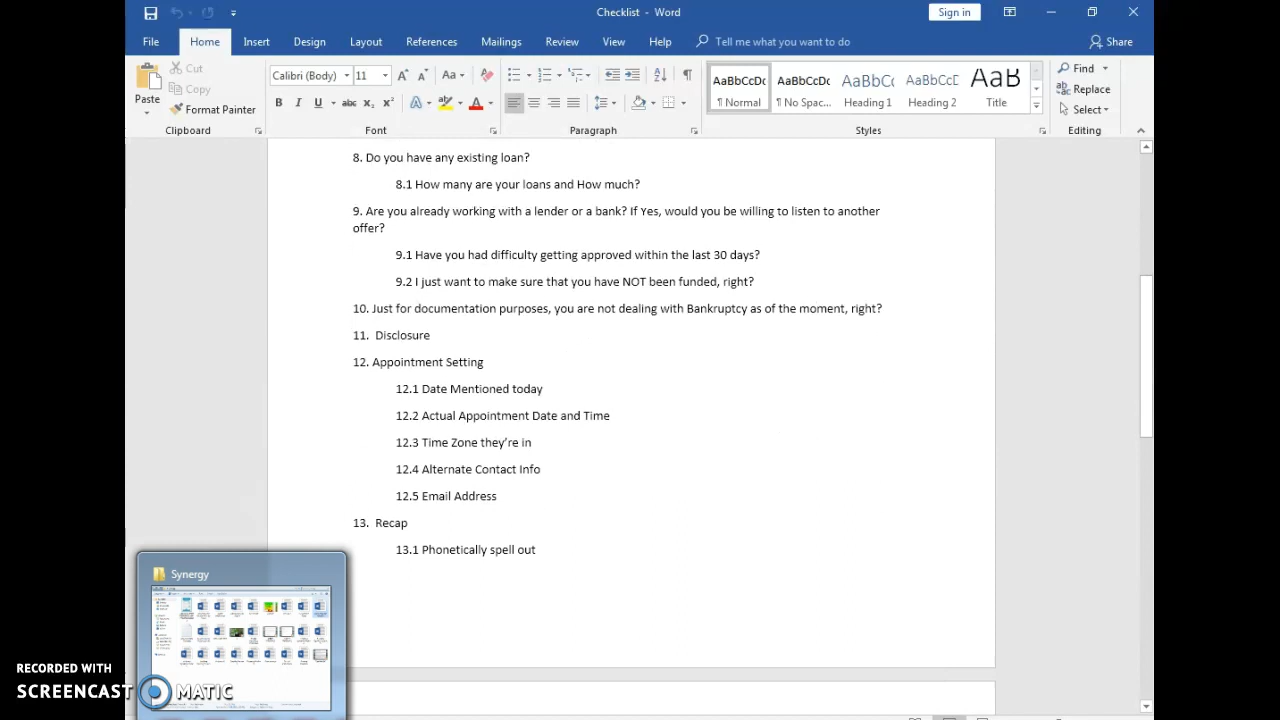 Checklist - Word
Sign in
File Home Insert Design Layout References Mailings Review View Help Tell me what you want to do Share
Paste
Cut
Copy
Format Painter
Clipboard
Calibri (Body) 11
Font
Paragraph
AaBbCcDc AaBbCcDc AaBbCc AaBbCcD AaB
¶ Normal ¶ No Spac... Heading 1 Heading 2 Title
Styles
Find
Replace
Select
Editing
8. Do you have any existing loan?
8.1 How many are your loans and How much?
9. Are you already working with a lender or a bank? If Yes, would you be willing to listen to another
offer?
9.1 Have you had difficulty getting approved within the last 30 days?
9.2 I just want to make sure that you have NOT been funded, right?
10. Just for documentation purposes, you are not dealing with Bankruptcy as of the moment, right?
11. Disclosure
12. Appointment Setting
12.1 Date Mentioned today
12.2 Actual Appointment Date and Time
12.3 Time Zone they're in
12.4 Alternate Contact Info
12.5 Email Address
13. Recap
13.1 Phonetically spell out
Synergy
RECORDED WITH
SCREENCAST MATIC